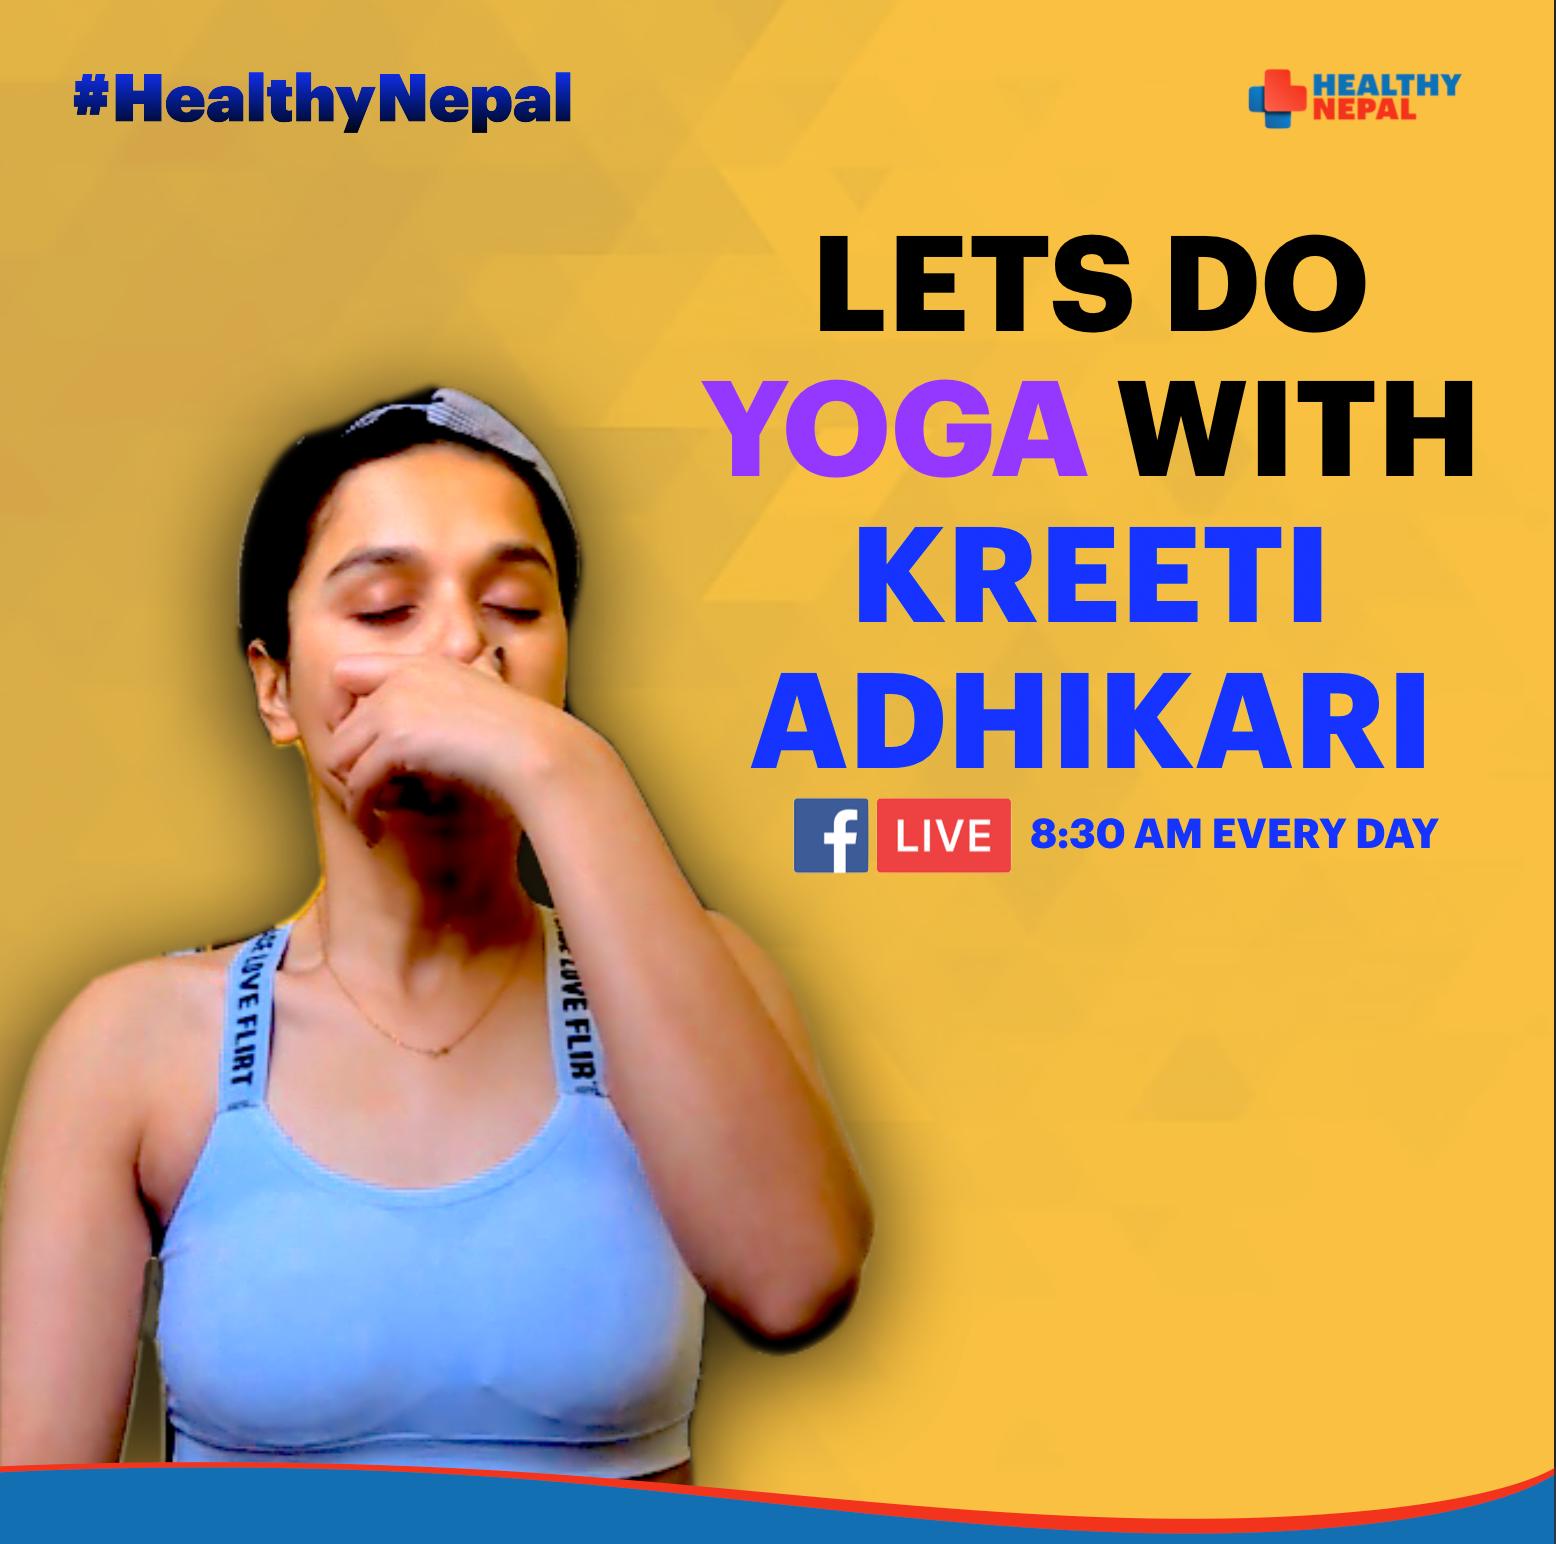 #HealthyNepal
HEALTHY
NEPAL
LETS DO
YOGA WITH
KREETI
ADHIKARI
f LIVE 8:30 AM EVERY DAY
LOVE FLIRT
LOVE FLIRT